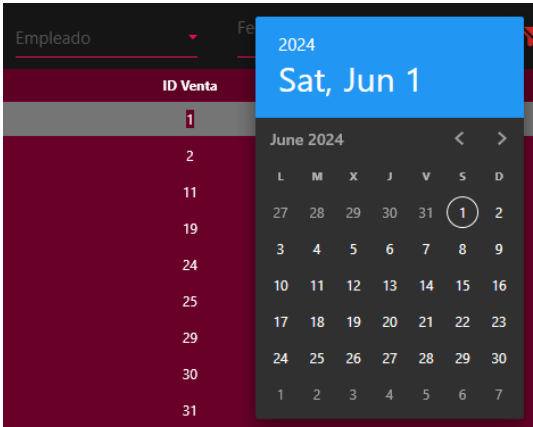 Empleado
Fe
ID Venta
1
2
11
19
24
25
29
30
31
2024
Sat, Jun 1
June 2024
L M X J V S D
27 28 29 30 31 1 2
3 4 5 6 7 8 9
10 11 12 13 14 15 16
17 18 19 20 21 22 23
24 25 26 27 28 29 30
1 2 3 4 5 6 7